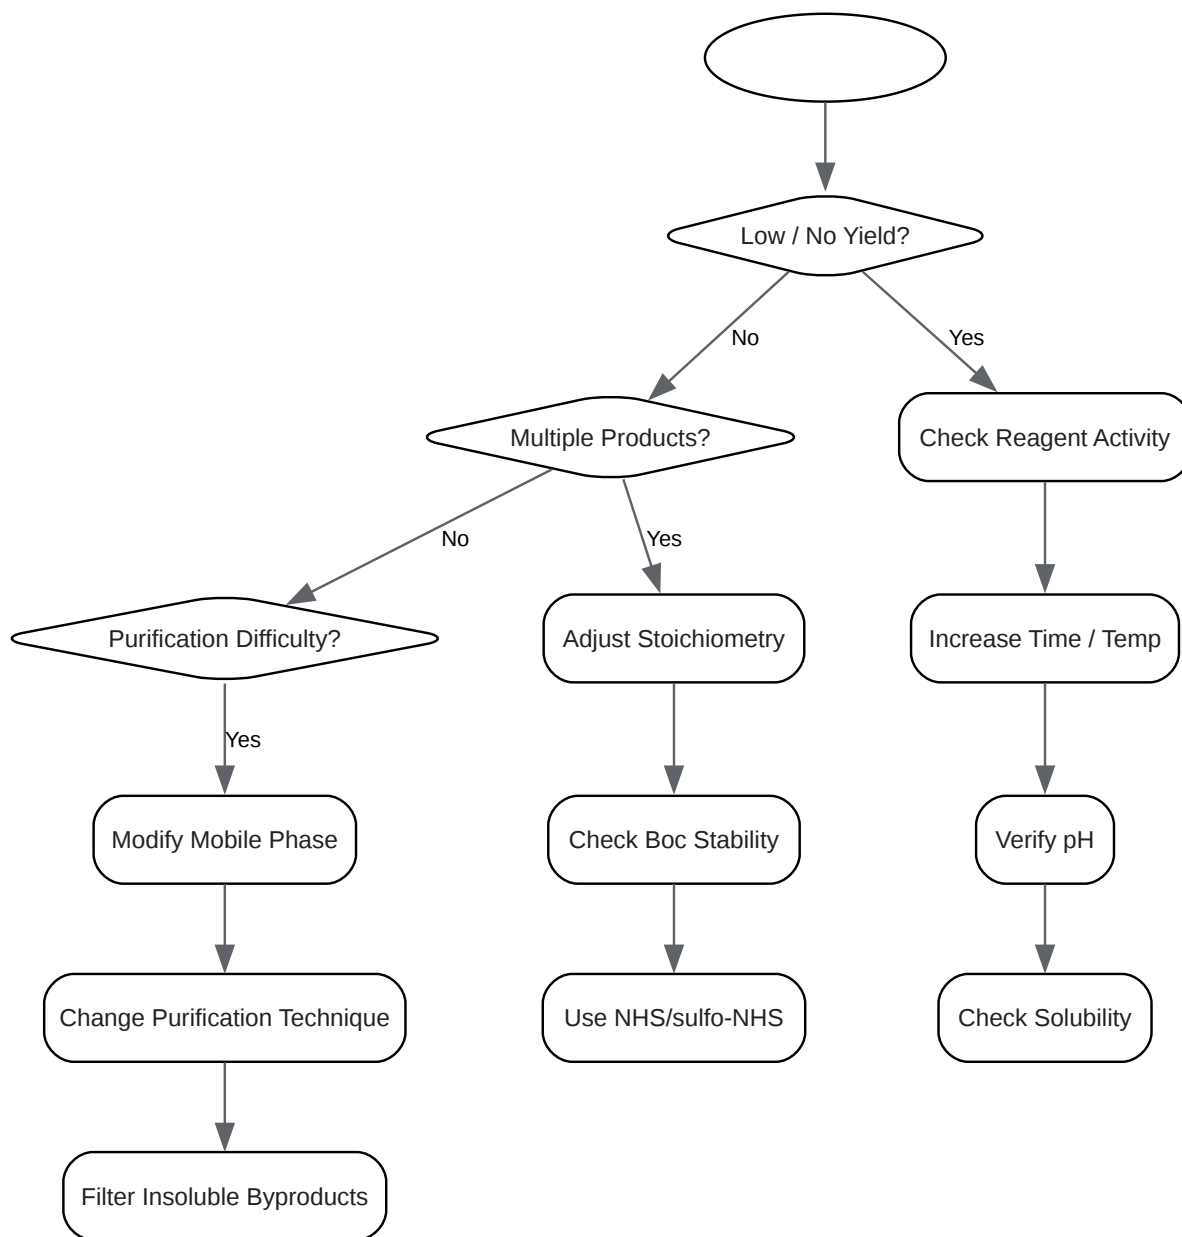 Low / No Yield?
No
Yes
Multiple Products?
Check Reagent Activity
No
Yes
Purification Difficulty?
Adjust Stoichiometry
Increase Time / Temp
Yes
Modify Mobile Phase
Check Boc Stability
Verify pH
Change Purification Technique
Use NHS/sulfo-NHS
Check Solubility
Filter Insoluble Byproducts